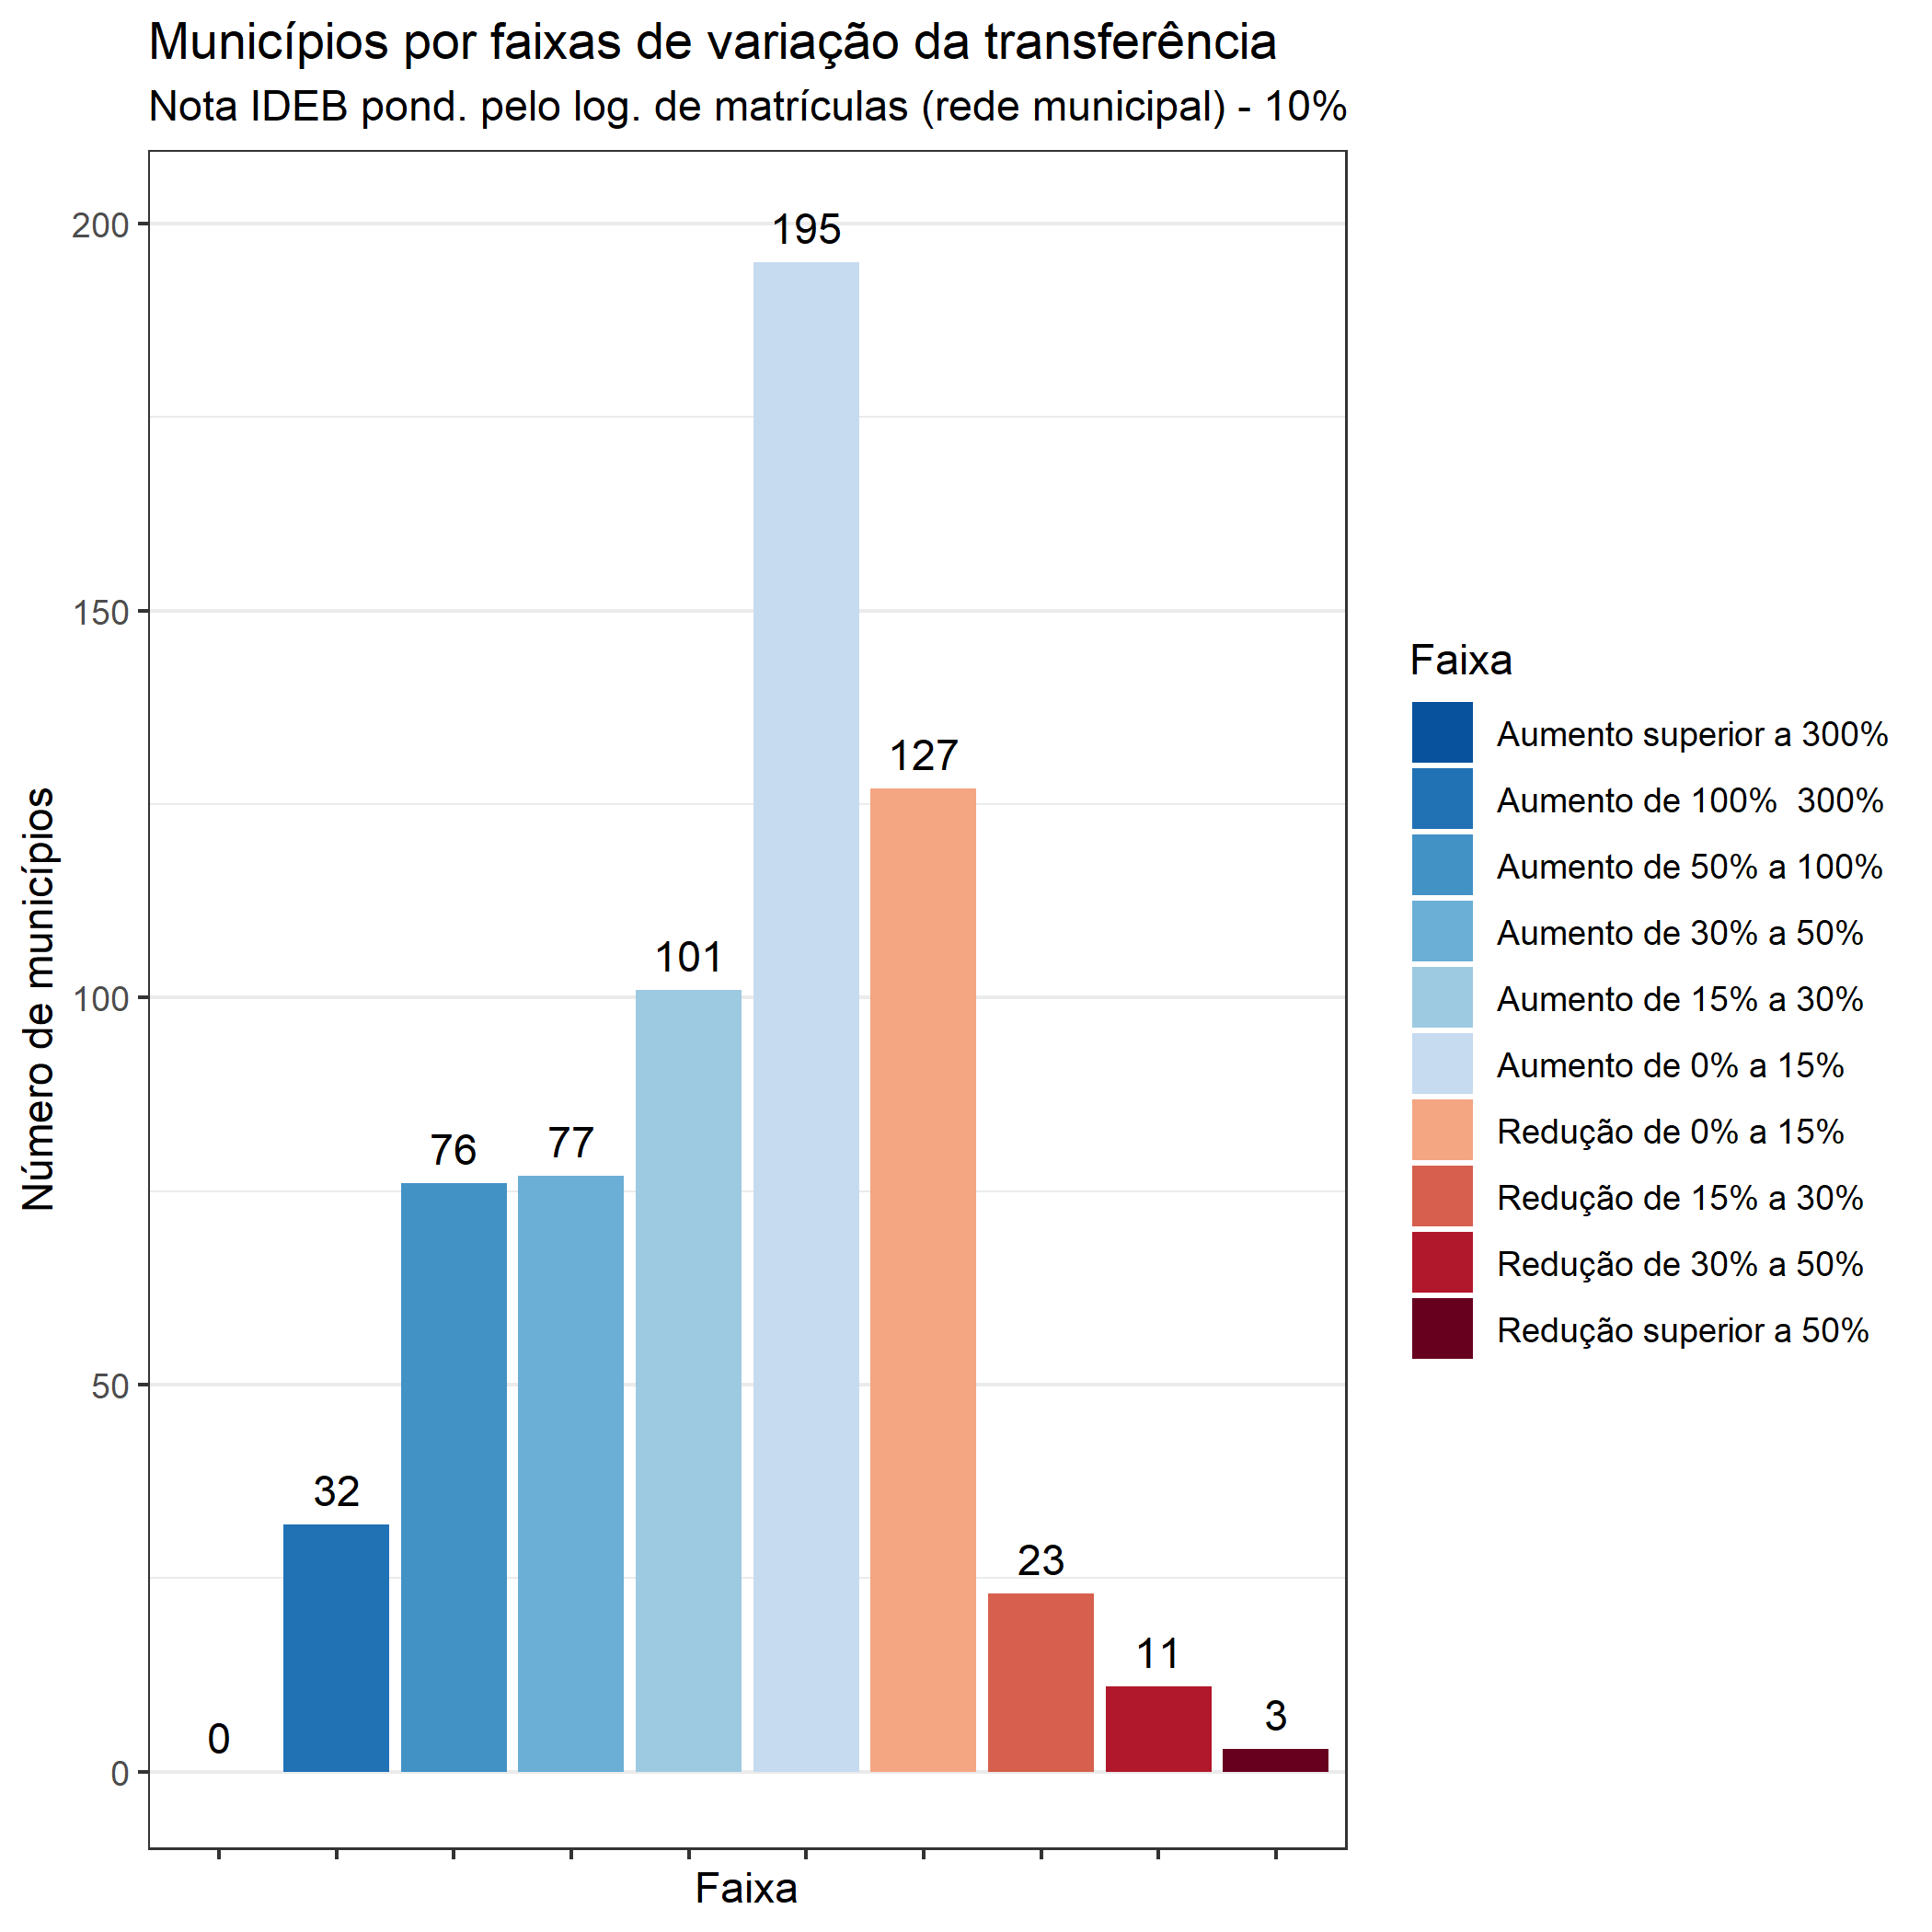 Municípios por faixas de variação da transferência
Nota IDEB pond. pelo log. de matrículas (rede municipal) - 10%
Número de municípios
200
150
100
50
0
0
32
76
77
101
195
127
23
11
3
Faixa
Faixa
Aumento superior a 300%
Aumento de 100%  300%
Aumento de 50% a 100%
Aumento de 30% a 50%
Aumento de 15% a 30%
Aumento de 0% a 15%
Redução de 0% a 15%
Redução de 15% a 30%
Redução de 30% a 50%
Redução superior a 50%